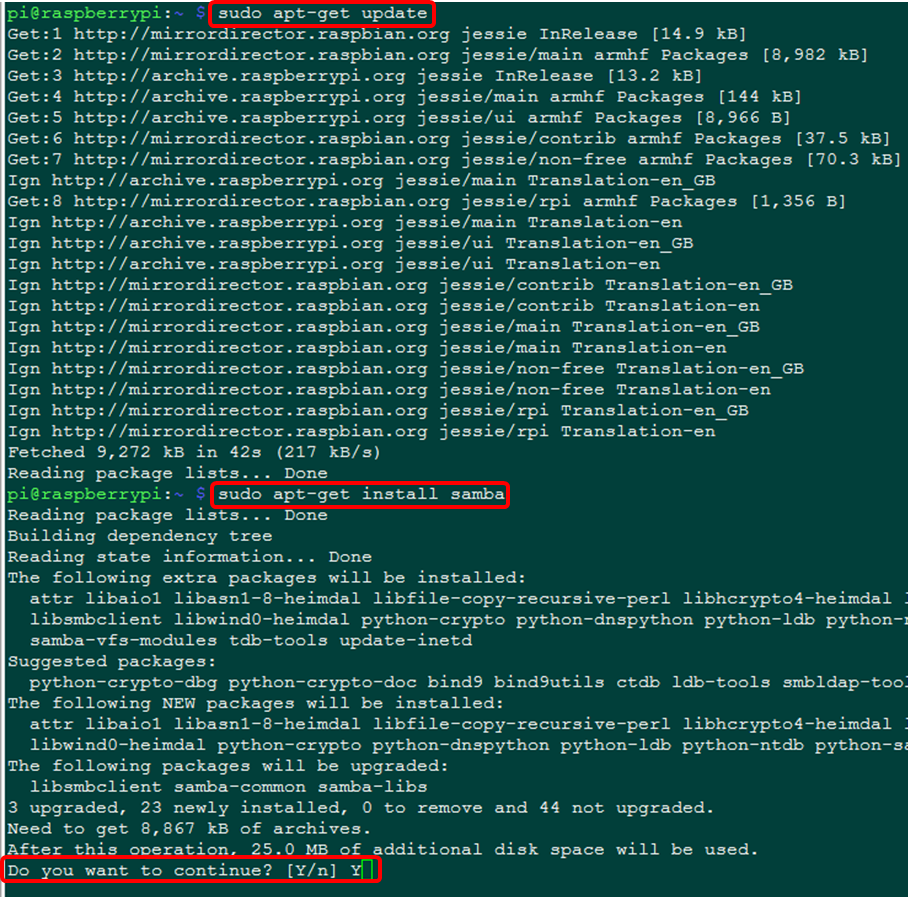 pi@raspberrypi:~ $ sudo apt-get update
Get:1 http://mirrordirector.raspbian.org jessie InRelease [14.9 kB]
Get:2 http://mirrordirector.raspbian.org jessie/main armhf Packages [8,982 kB]
Get:3 http://archive.raspberrypi.org jessie InRelease [13.2 kB]
Get:4 http://archive.raspberrypi.org jessie/main armhf Packages [144 kB]
Get:5 http://archive.raspberrypi.org jessie/ui armhf Packages [8,966 B]
Get:6 http://mirrordirector.raspbian.org jessie/contrib armhf Packages [37.5 kB]
Get:7 http://mirrordirector.raspbian.org jessie/non-free armhf Packages [70.3 kB]
Ign http://archive.raspberrypi.org jessie/main Translation-en_GB
Get:8 http://mirrordirector.raspbian.org jessie/rpi armhf Packages [1,356 B]
Ign http://archive.raspberrypi.org jessie/main Translation-en
Ign http://archive.raspberrypi.org jessie/ui Translation-en_GB
Ign http://archive.raspberrypi.org jessie/ui Translation-en
Ign http://mirrordirector.raspbian.org jessie/contrib Translation-en_GB
Ign http://mirrordirector.raspbian.org jessie/contrib Translation-en
Ign http://mirrordirector.raspbian.org jessie/main Translation-en_GB
Ign http://mirrordirector.raspbian.org jessie/main Translation-en
Ign http://mirrordirector.raspbian.org jessie/non-free Translation-en_GB
Ign http://mirrordirector.raspbian.org jessie/non-free Translation-en
Ign http://mirrordirector.raspbian.org jessie/rpi Translation-en_GB
Ign http://mirrordirector.raspbian.org jessie/rpi Translation-en
Fetched 9,272 kB in 42s (217 kB/s)
Reading package lists... Done
pi@raspberrypi:~ $ sudo apt-get install samba
Reading package lists... Done
Building dependency tree
Reading state information... Done
The following extra packages will be installed:
attr libaio1 libasn1-8-heimdal libfile-copy-recursive-perl libhcrypto4-heimdal
libsmbclient libwind0-heimdal python-crypto python-dnspython python-ldb
samba-vfs-modules tdb-tools update-inetd
Suggested packages:
python-crypto-dbg python-crypto-doc bind9 bind9utils ctdb ldb-tools
The following NEW packages will be installed:
attr libaio1 libasn1-8-heimdal libfile-copy-recursive-perl libhcrypto4-heimdal
libwind0-heimdal python-crypto python-dnspython python-ldb python-ntdb
The following packages will be upgraded:
libsmbclient samba-common samba-libs
3 upgraded, 23 newly installed, 0 to remove and 44 not upgraded.
Need to get 8,867 kB of archives.
After this operation, 25.0 MB of additional disk space will be used.
Do you want to continue? [Y/n] Y